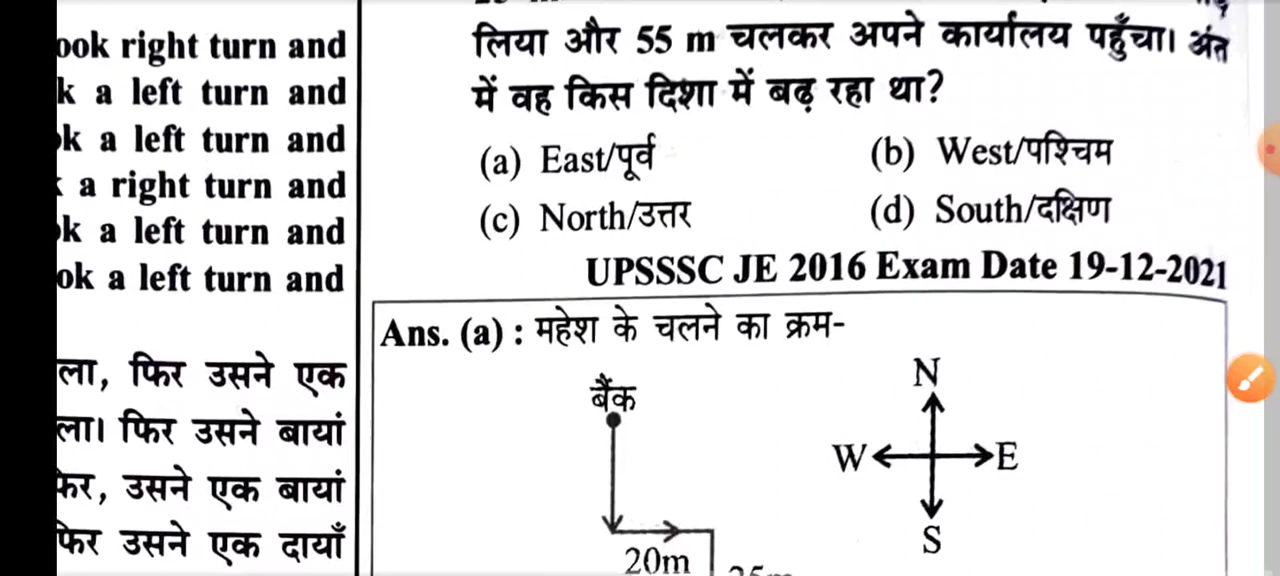 ook right turn and
k a left turn and
k a left turn and
a right turn and
k a left turn and
ok a left turn and
ला, फिर उसने एक
ला। फिर उसने बायां
फेर, उसने एक बायां
फिर उसने एक दायाँ
लिया और 55 m चलकर अपने कार्यालय पहुँचा। अंत
में वह किस दिशा में बढ़ रहा था?
(a) East/पूर्व (b) West/पश्चिम
(c) North/उत्तर (d) South/दक्षिण
UPSSSC JE 2016 Exam Date 19-12-2021
Ans. (a) : महेश के चलने का क्रम-
बैंक
N
W E
S
20m